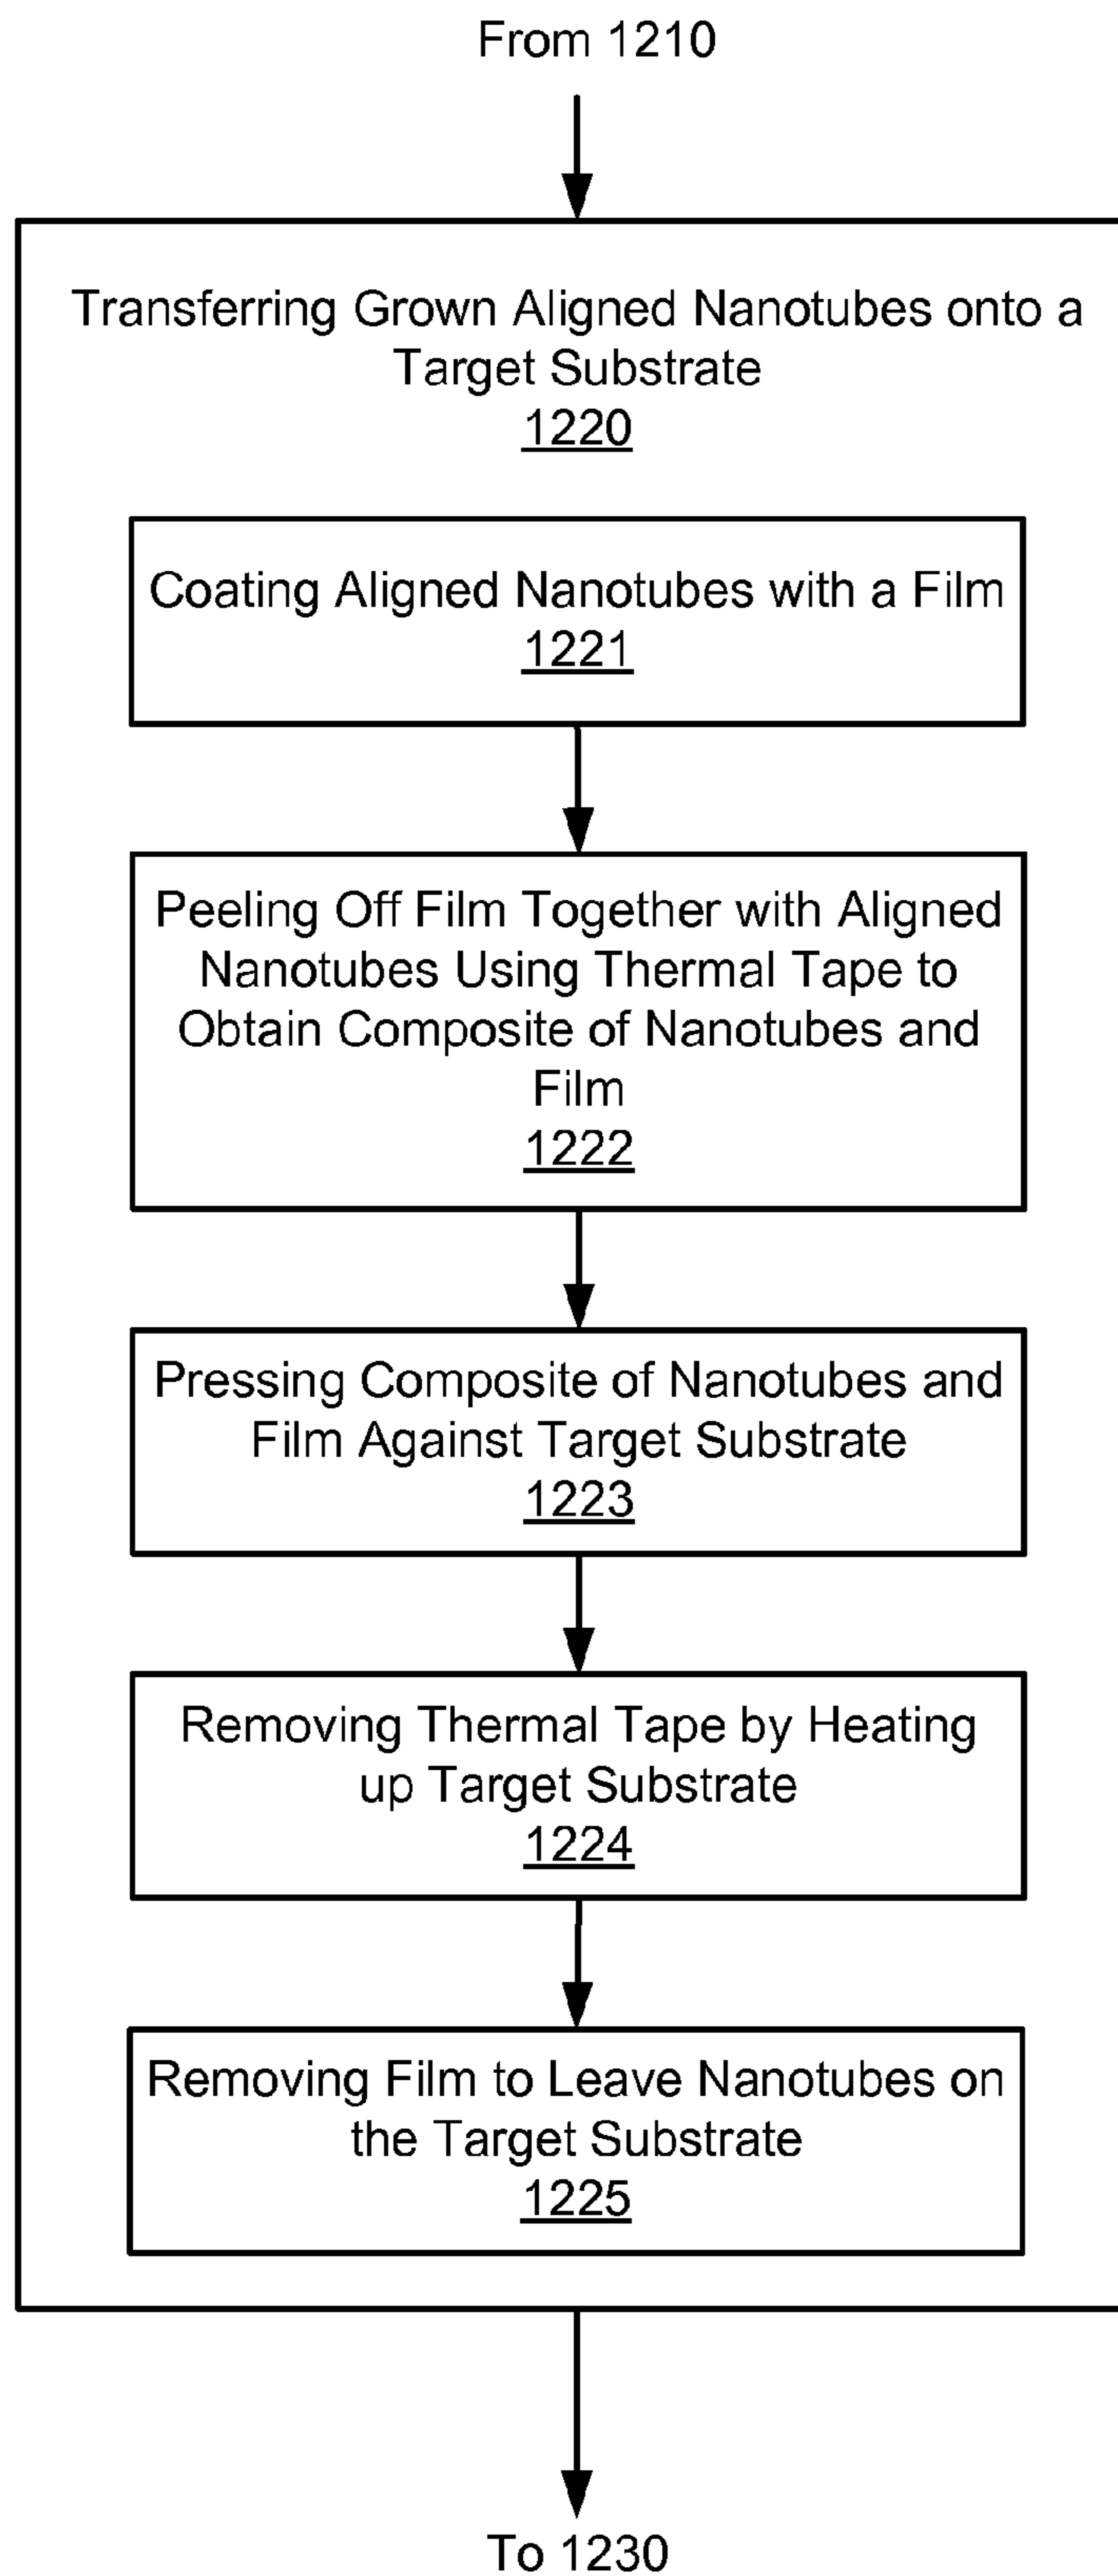 From 1210
Transferring Grown Aligned Nanotubes onto a
Target Substrate
1220
Coating Aligned Nanotubes with a Film
1221
Peeling Off Film Together with Aligned
Nanotubes Using Thermal Tape to
Obtain Composite of Nanotubes and
Film
1222
Pressing Composite of Nanotubes and
Film Against Target Substrate
1223
Removing Thermal Tape by Heating
up Target Substrate
1224
Removing Film to Leave Nanotubes on
the Target Substrate
1225
To 1230